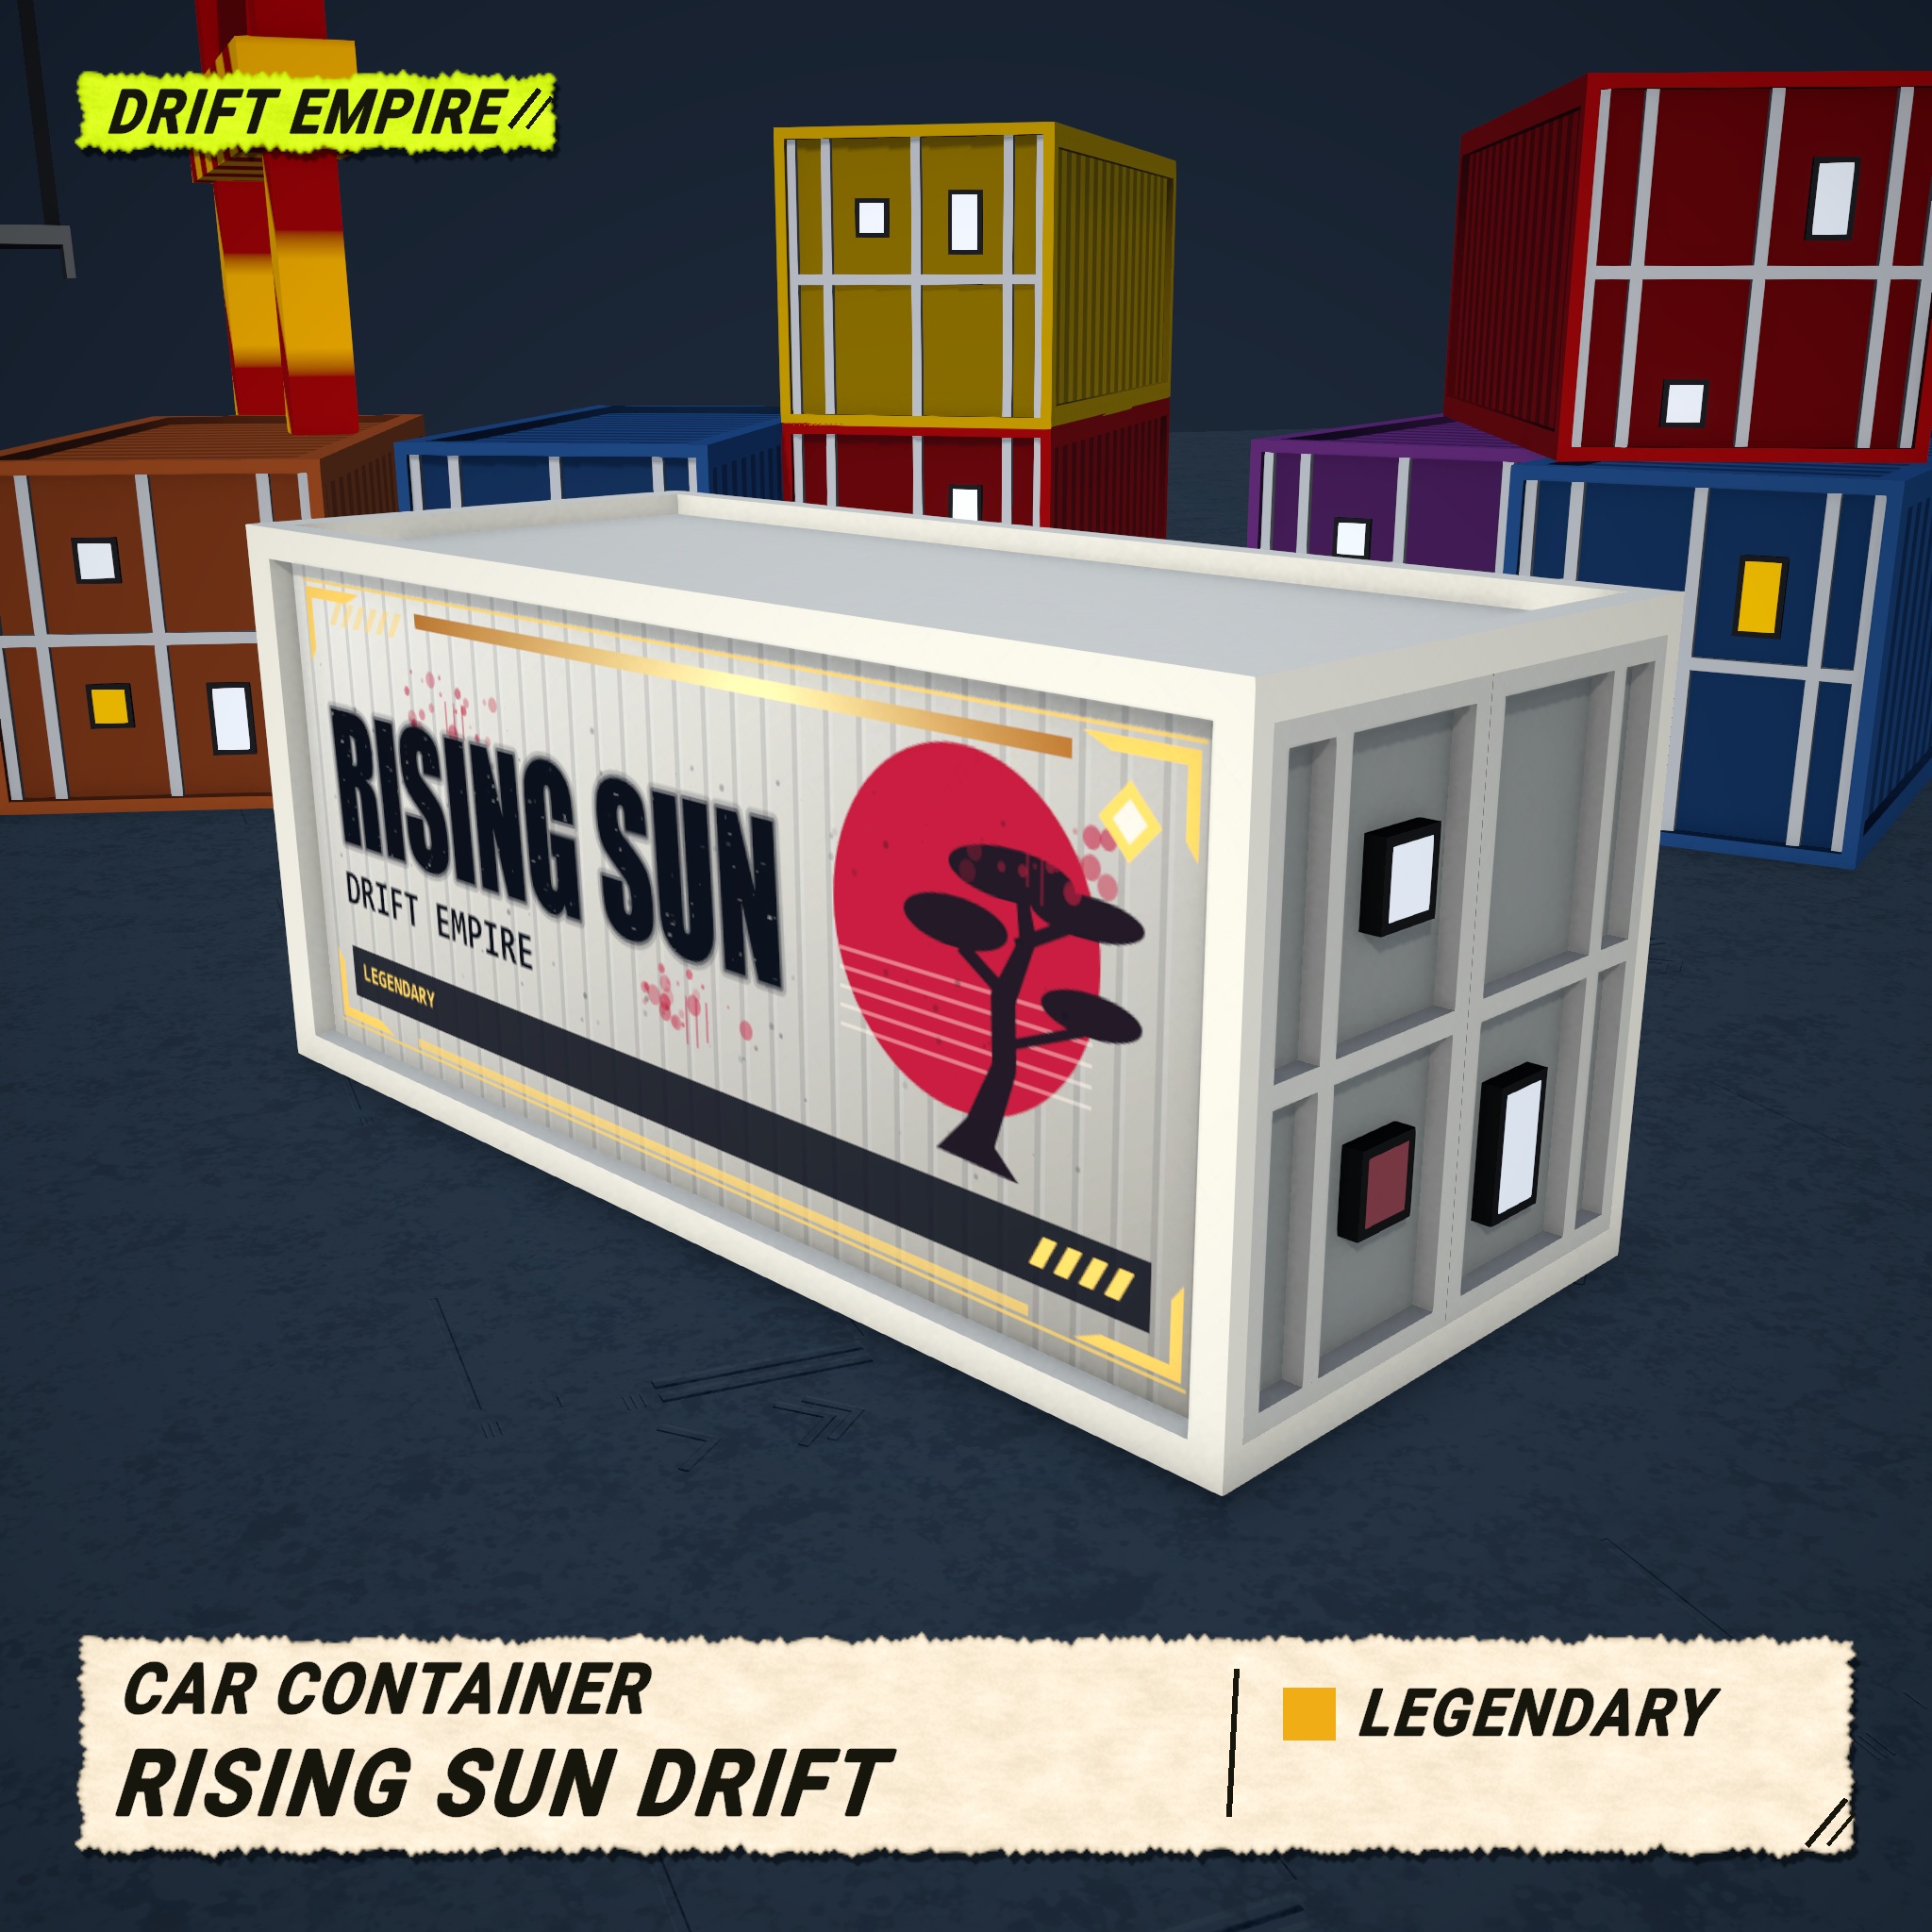 DRIFT EMPIRE//
RISING SUN
DRIFT EMPIRE
LEGENDARY
CAR CONTAINER
RISING SUN DRIFT
LEGENDARY